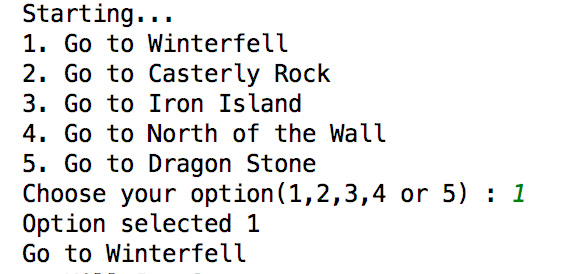 Starting...
1. Go to Winterfell
2. Go to Casterly Rock
3. Go to Iron Island
4. Go to North of the Wall
5. Go to Dragon Stone
Choose your option(1,2,3,4 or 5) : 1
Option selected 1
Go to Winterfell